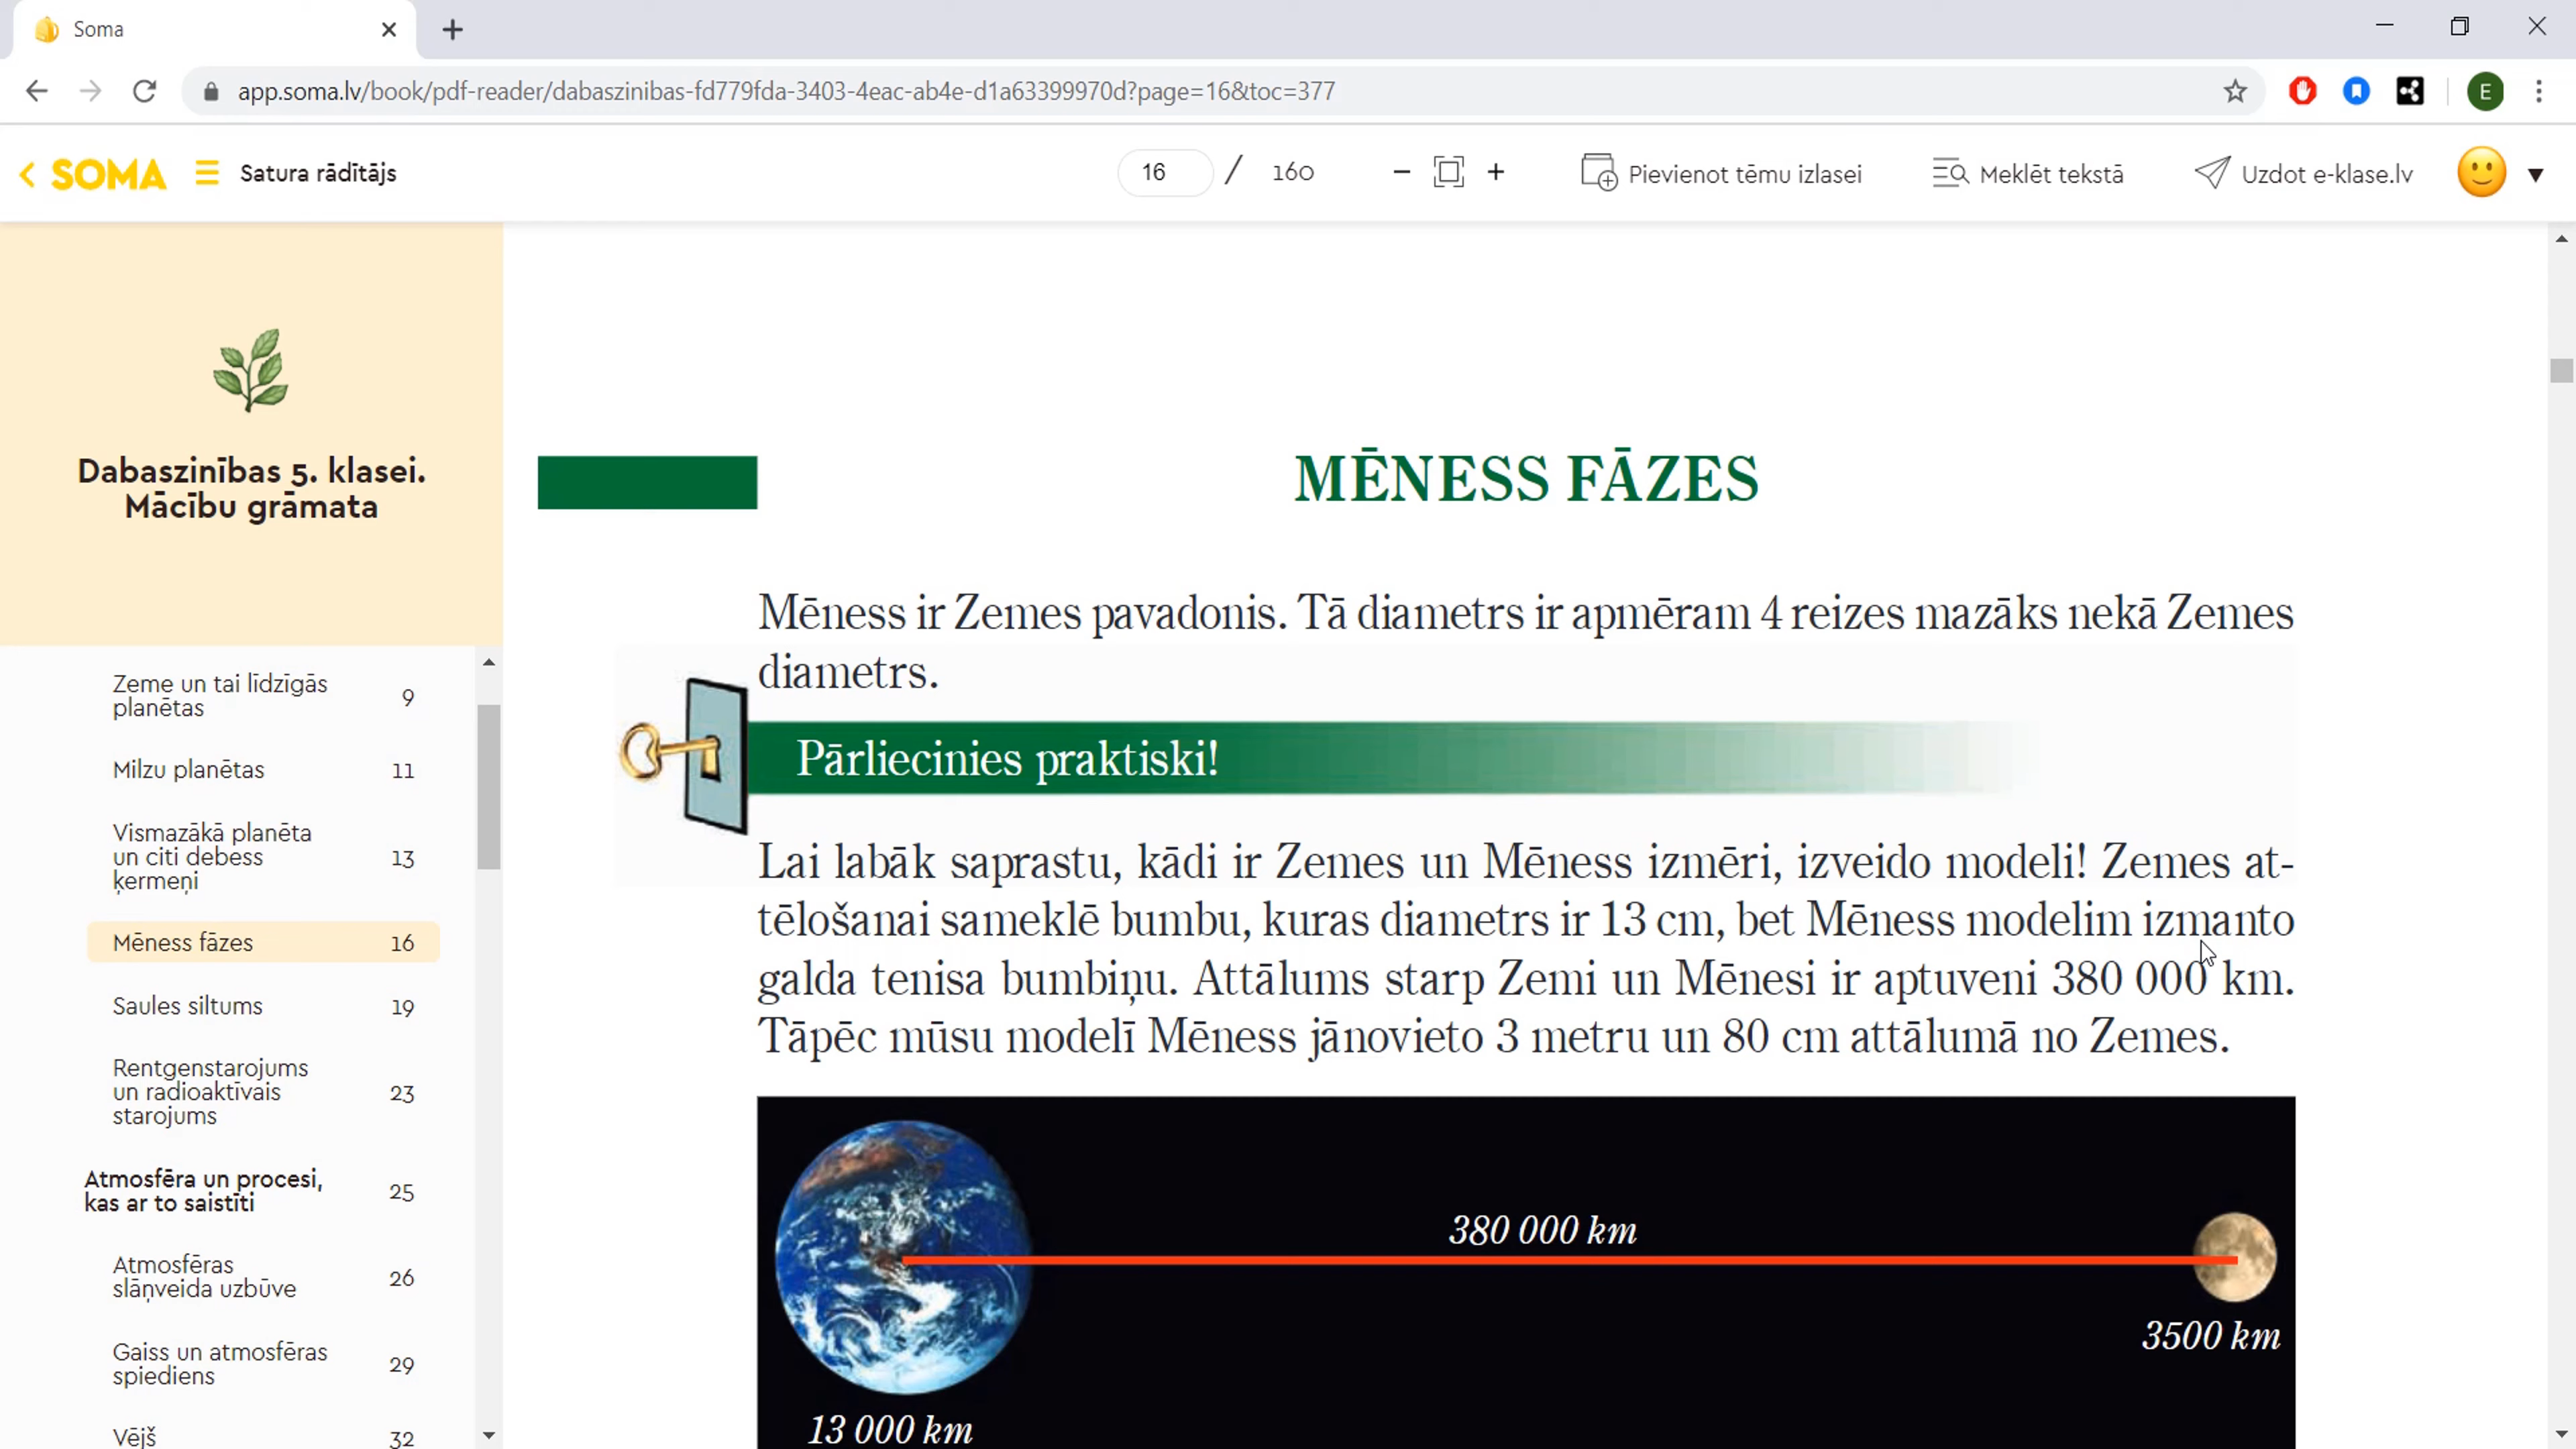 Soma
app.soma.lv/book/pdf-reader/dabaszinibas-fd779fda-3403-4eac-ab4e-d1a63399970d?page=16&toc=377
E
SOMA
Satura rādītājs
16 / 160
Pievienot tēmu izlasei
Meklēt tekstā
Uzdot e-klase.lv
Dabaszinības 5. klasei.
Mācību grāmata
Zeme un tai līdzīgās
planētas 9
Milzu planētas 11
Vismazākā planēta
un citi debess 13
ķermeņi
Mēness fāzes 16
Saules siltums 19
Rentgenstarojums
un radioaktīvais 23
starojums
Atmosfēra un procesi, 25
kas ar to saistīti
Atmosfēras 26
slāņveida uzbūve
Gaiss un atmosfēras 29
spiediens
Vējš 32
MĒNESS FĀZES
Mēness ir Zemes pavadonis. Tā diametrs ir apmēram 4 reizes mazāks nekā Zemes
diametrs.
Pārliecinies praktiski!
Lai labāk saprastu, kādi ir Zemes un Mēness izmēri, izveido modeli! Zemes at-
tēlošanai sameklē bumbu, kuras diametrs ir 13 cm, bet Mēness modelim izmanto
galda tenisa bumbiņu. Attālums starp Zemi un Mēnesi ir aptuveni 380 000 km.
Tāpēc mūsu modelī Mēness jānovieto 3 metru un 80 cm attālumā no Zemes.
380 000 km
3500 km
13 000 km